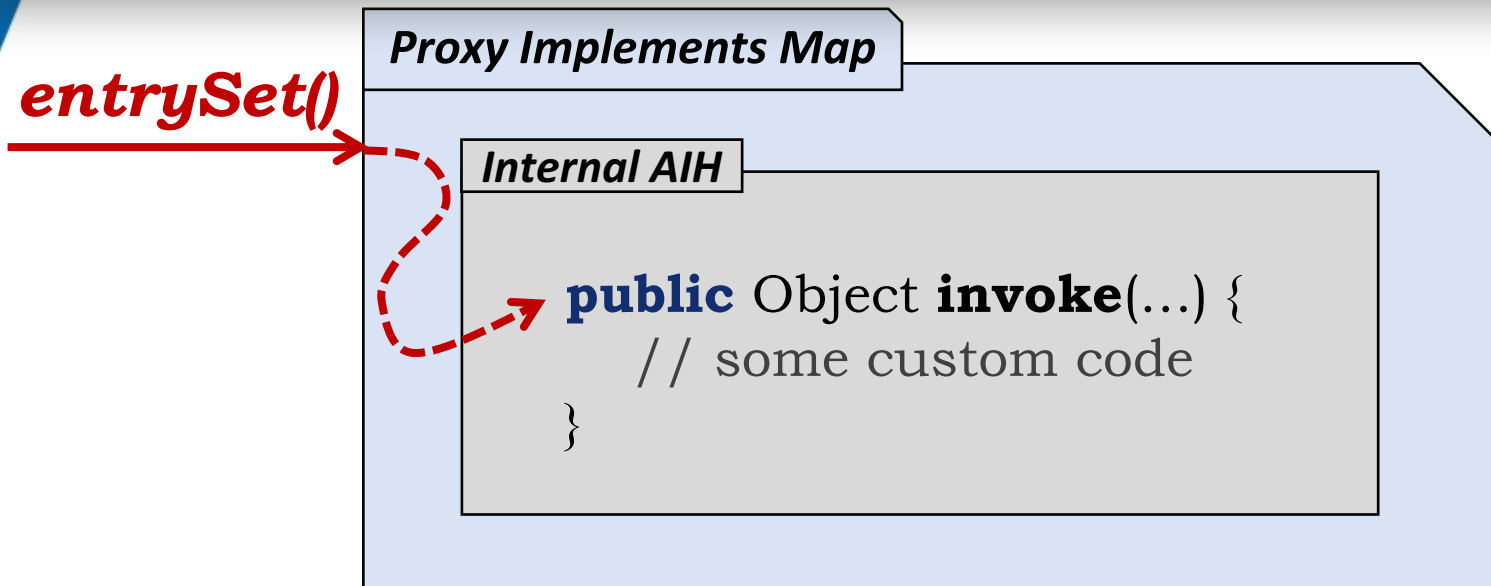 Proxy Implements Map
entrySet()
Internal AIH
public Object invoke(...) {
// some custom code
}